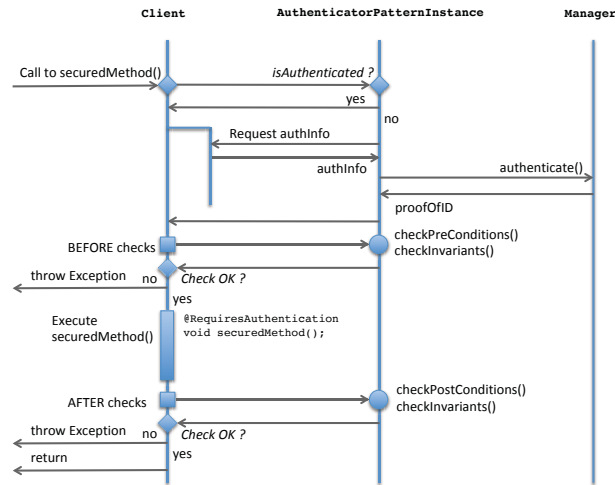 Client AuthenticatorPatternInstance Manager
Call to securedMethod() isAuthenticated ?
yes
no
Request authInfo
authInfo
authenticate()
proofOfID
BEFORE checks
checkPreConditions()
checkInvariants()
throw Exception no Check OK ?
yes
Execute
securedMethod()
@RequiresAuthentication
void securedMethod();
AFTER checks
checkPostConditions()
checkInvariants()
throw Exception no Check OK ?
return yes